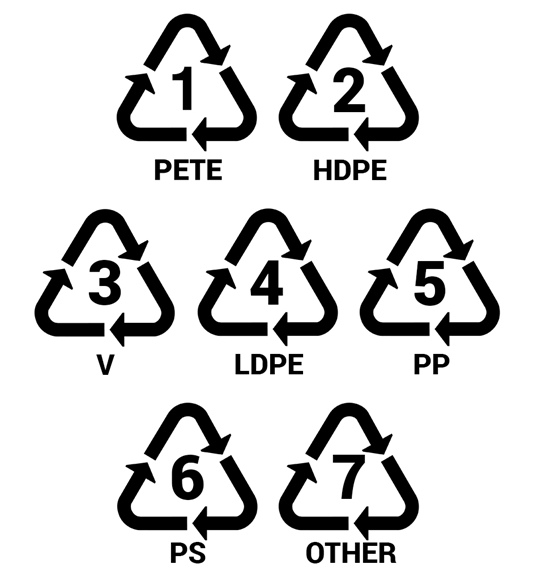 1 2
PETE HDPE
3 4 5
V LDPE PP
6 7
PS OTHER